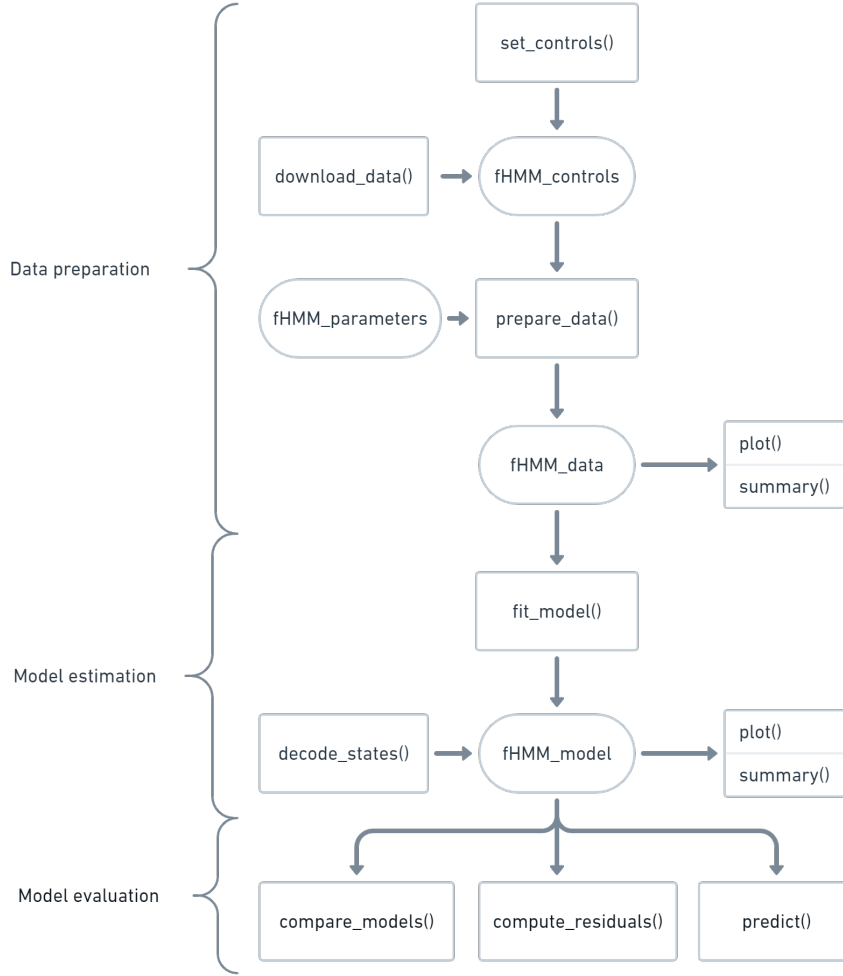 set_controls()
download_data()
fHMM_controls
Data preparation
fHMM_parameters
prepare_data()
fHMM_data
plot()
summary()
fit_model()
Model estimation
decode_states()
fHMM_model
plot()
summary()
Model evaluation
compare_models()
compute_residuals()
predict()